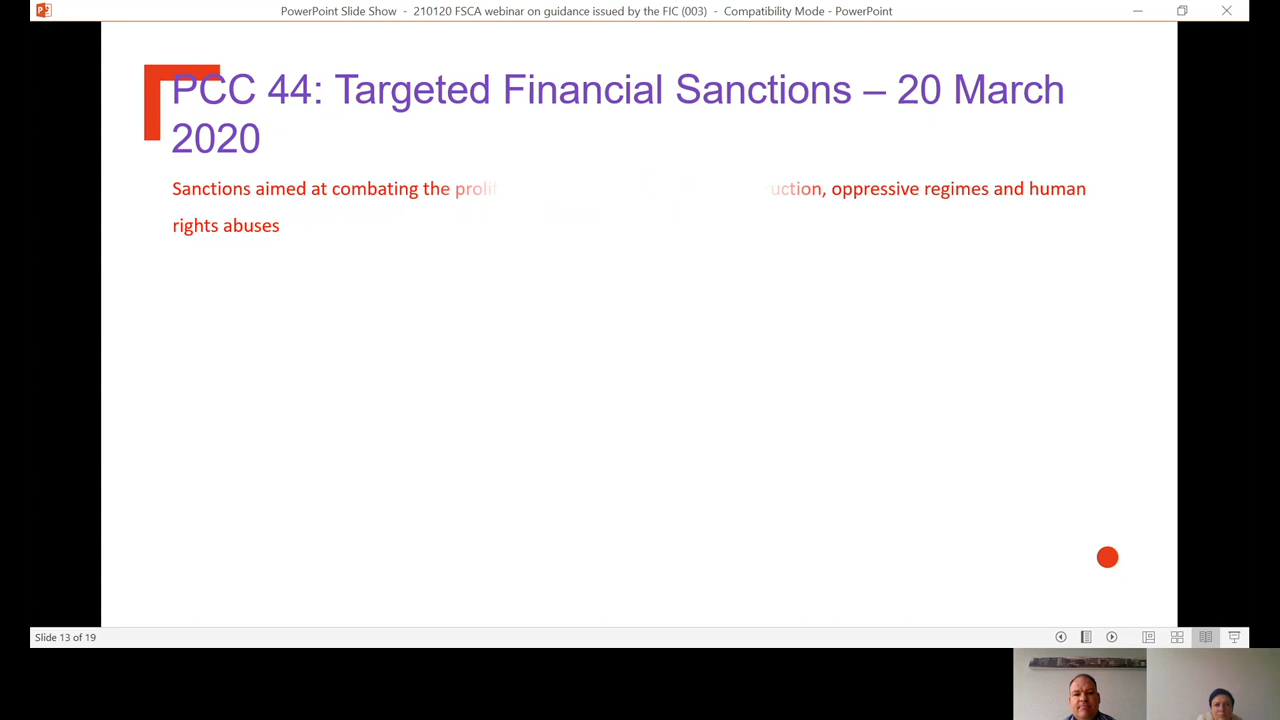 PowerPoint Slide Show - 210120 FSCA webinar on guidance issued by the FIC (003) - Compatibility Mode - PowerPoint
PCC 44: Targeted Financial Sanctions – 20 March
2020
Sanctions aimed at combating the oppressive regimes and human
rights abuses
Slide 13 of 19